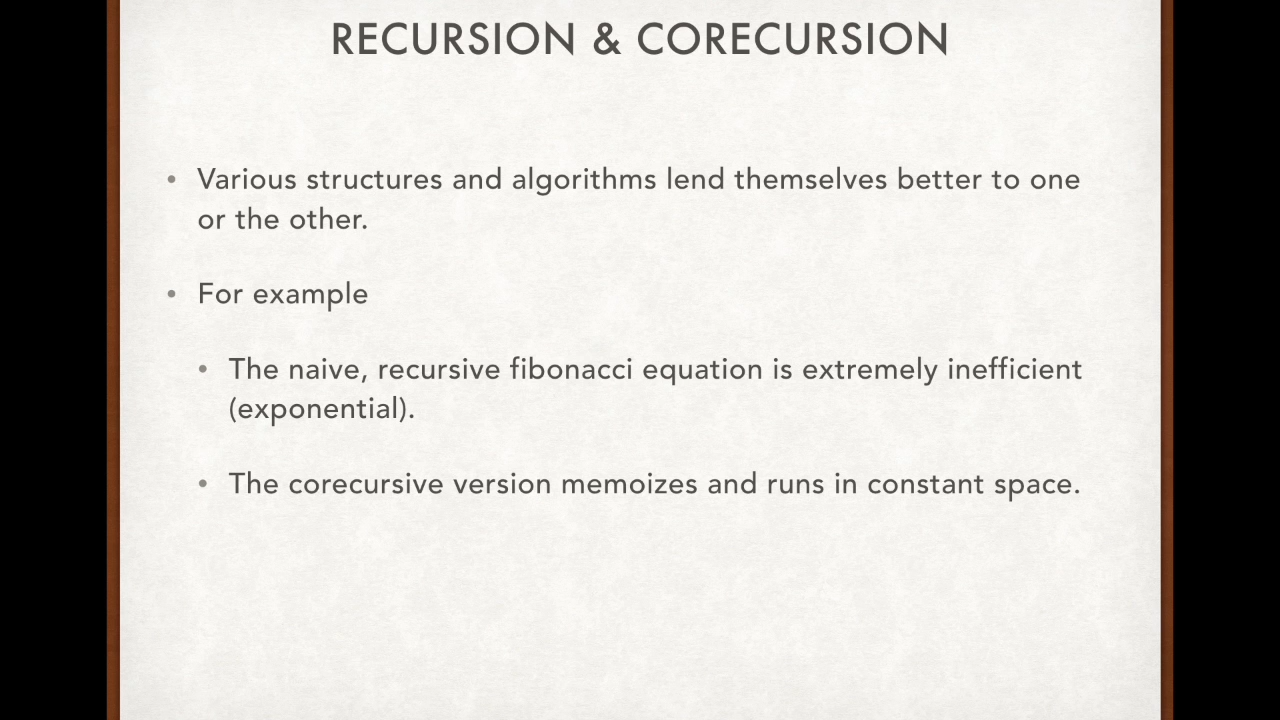 RECURSION & CORECURSION
• Various structures and algorithms lend themselves better to one
or the other.
• For example
• The naive, recursive fibonacci equation is extremely inefficient
(exponential).
• The corecursive version memoizes and runs in constant space.